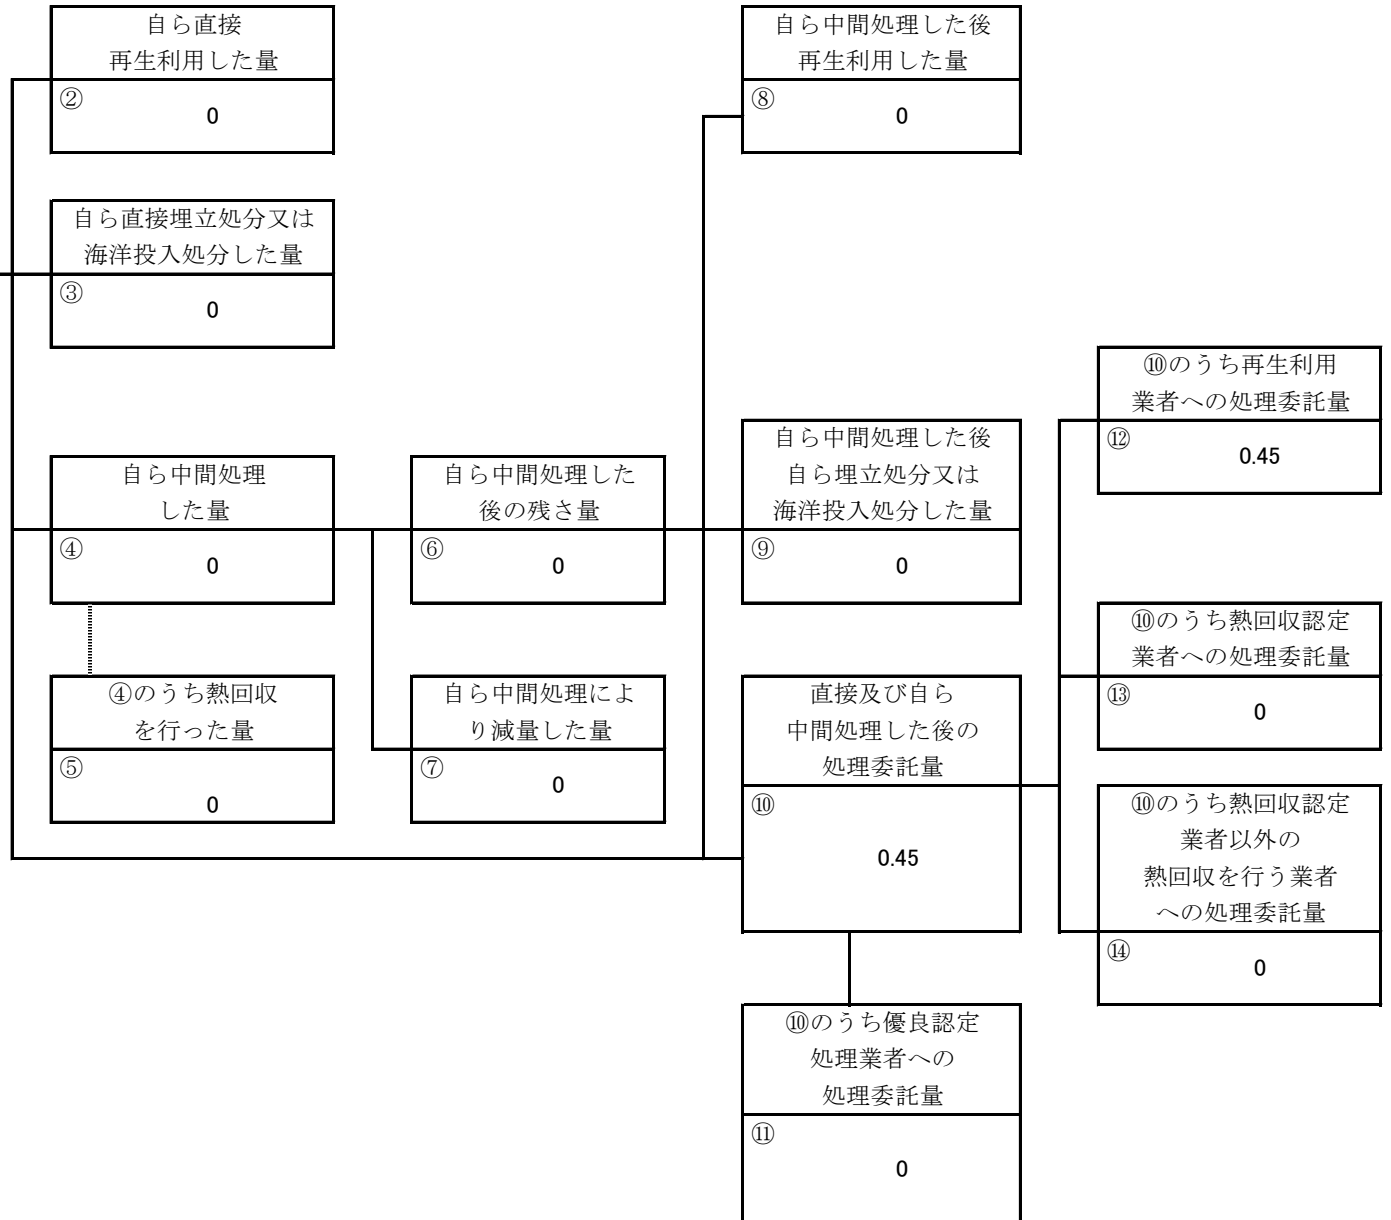 自ら直接
再生利用した量
②
0
自ら中間処理した後
再生利用した量
⑧
0
自ら直接埋立処分又は
海洋投入処分した量
③
0
⑩のうち再生利用
業者への処理委託量
⑫
0.45
自ら中間処理
した量
④
0
自ら中間処理した
後の残さ量
⑥
0
自ら中間処理した後
自ら埋立処分又は
海洋投入処分した量
⑨
0
⑩のうち熱回収認定
業者への処理委託量
⑬
0
④のうち熱回収
を行った量
⑤
0
自ら中間処理によ
り減量した量
⑦
0
直接及び自ら
中間処理した後の
処理委託量
⑩
0.45
⑩のうち熱回収認定
業者以外の
熱回収を行う業者
への処理委託量
⑭
0
⑩のうち優良認定
処理業者への
処理委託量
⑪
0